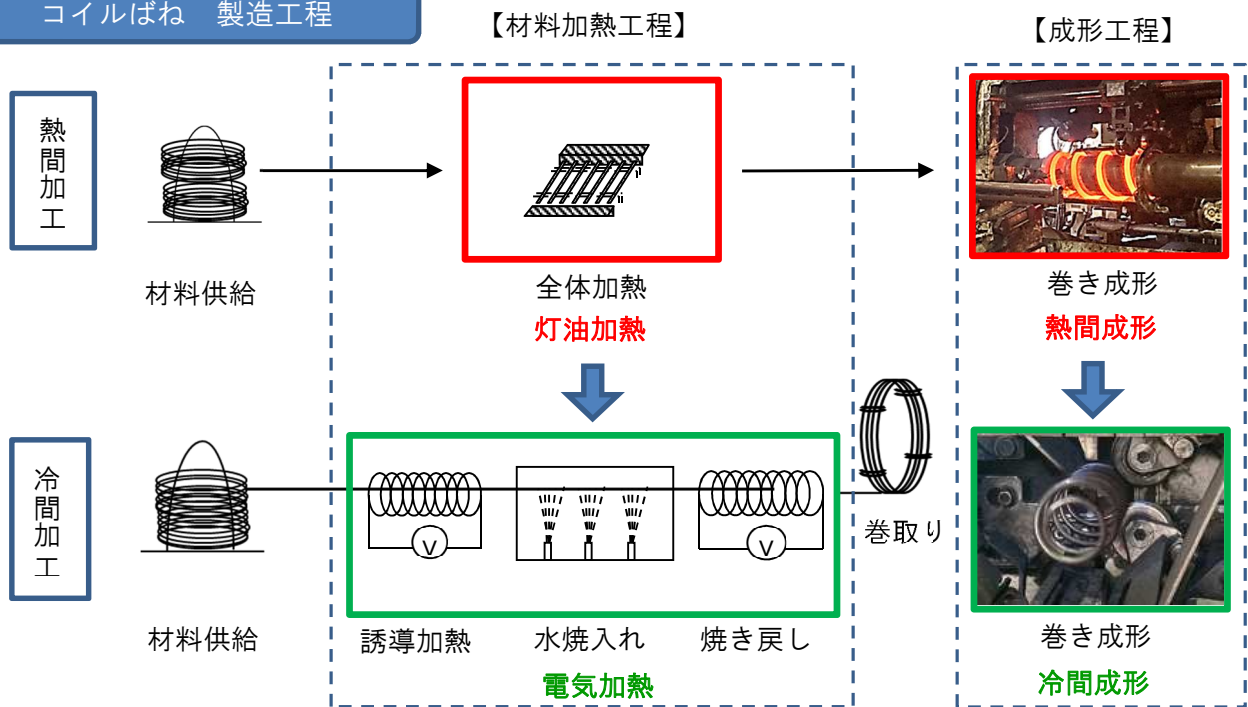 コイルばね　製造工程
【材料加熱工程】
【成形工程】
熱間加工
材料供給
全体加熱
灯油加熱
巻き成形
熱間成形
冷間加工
V
V
巻取り
材料供給
誘導加熱
水焼入れ
焼き戻し
電気加熱
巻き成形
冷間成形